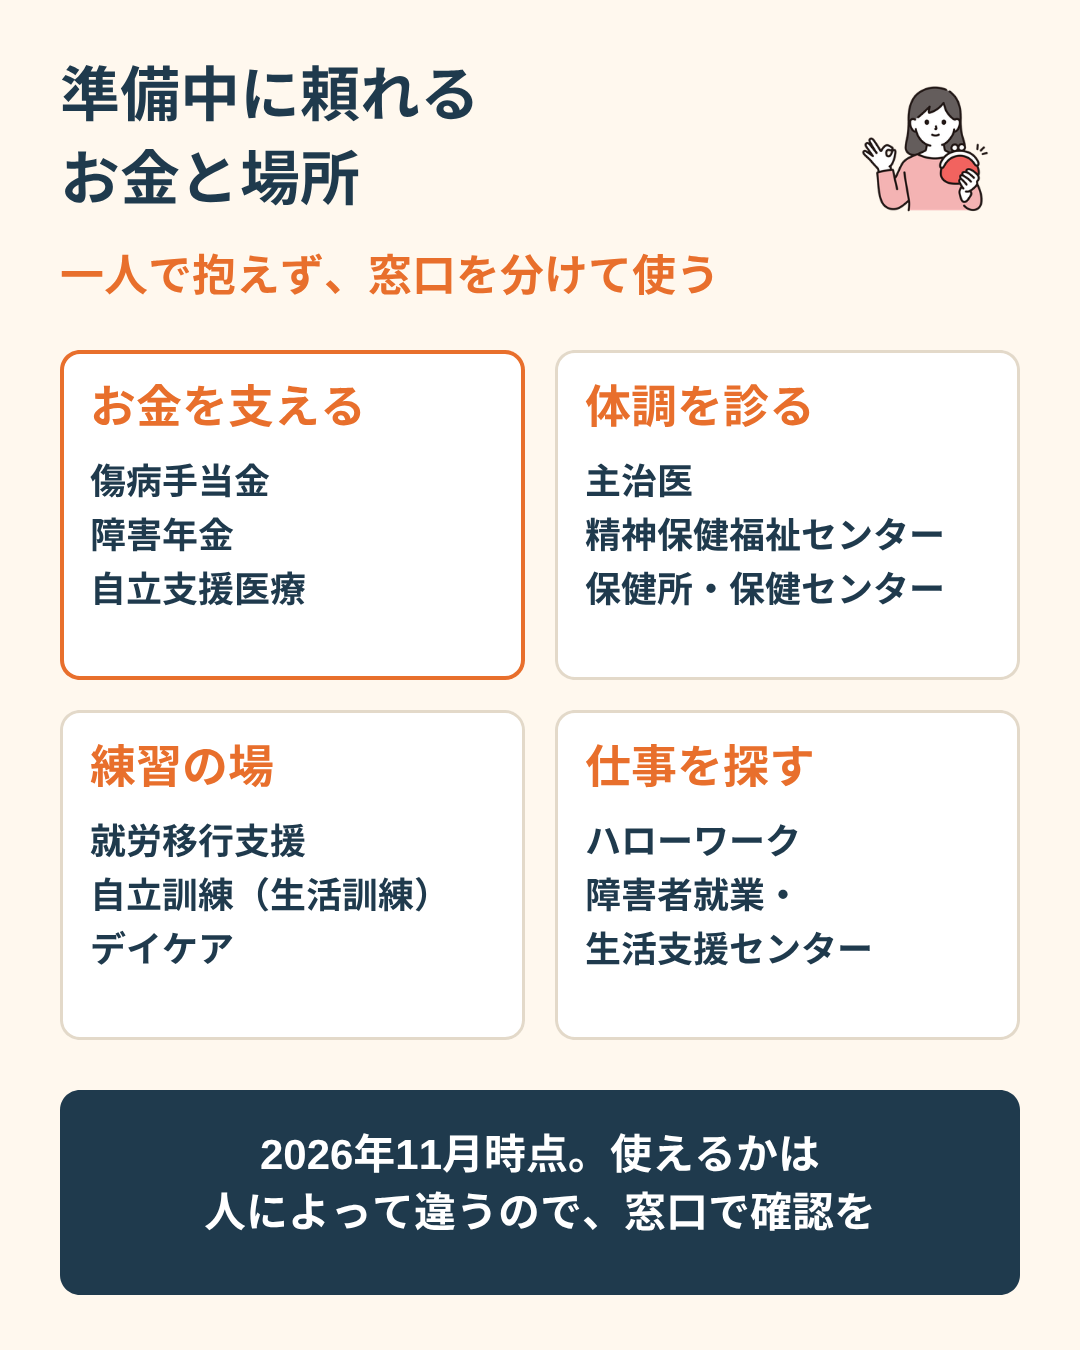 準備中に頼れる
お金と場所
一人で抱えず、窓口を分けて使う
お金を支える
傷病手当金
障害年金
自立支援医療
体調を診る
主治医
精神保健福祉センター
保健所・保健センター
練習の場
就労移行支援
自立訓練（生活訓練）
デイケア
仕事を探す
ハローワーク
障害者就業・
生活支援センター
2026年11月時点。使えるかは
人によって違うので、窓口で確認を